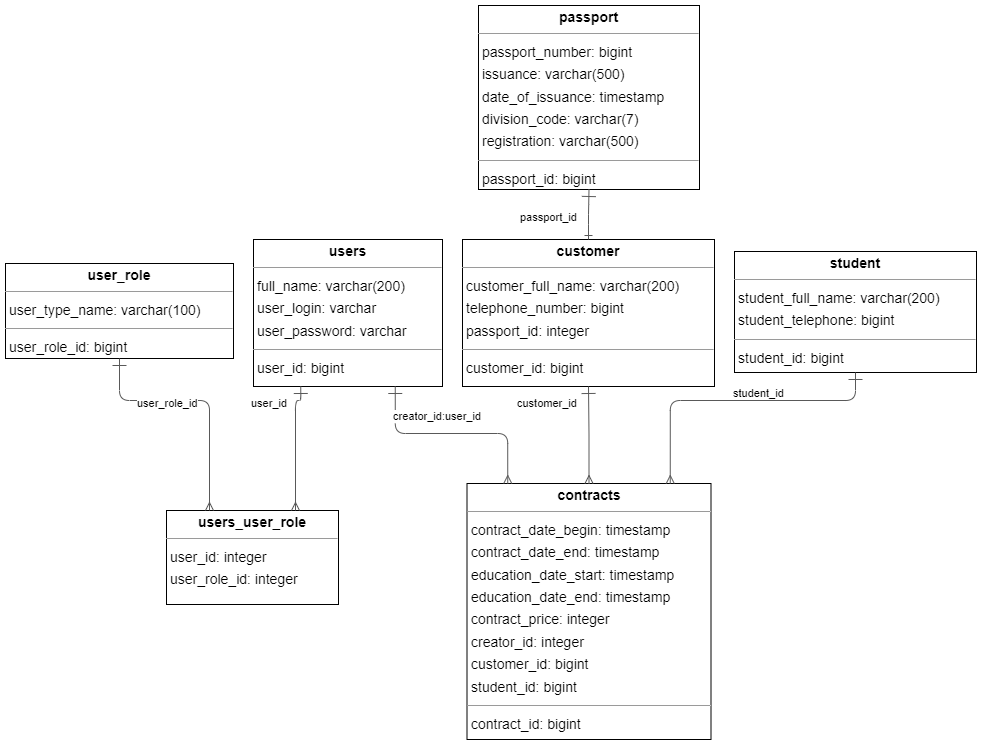 passport
passport_number: bigint
issuance: varchar(500)
date_of_issuance: timestamp
division_code: varchar(7)
registration: varchar(500)
passport_id: bigint
passport_id
user_role
user_type_name: varchar(100)
user_role_id: bigint
users
full_name: varchar(200)
user_login: varchar
user_password: varchar
user_id: bigint
customer
customer_full_name: varchar(200)
telephone_number: bigint
passport_id: integer
customer_id: bigint
student
student_full_name: varchar(200)
student_telephone: bigint
student_id: bigint
user_role_id
user_id
creator_id:user_id
customer_id
student_id
users_user_role
user_id: integer
user_role_id: integer
contracts
contract_date_begin: timestamp
contract_date_end: timestamp
education_date_start: timestamp
education_date_end: timestamp
contract_price: integer
creator_id: integer
customer_id: bigint
student_id: bigint
contract_id: bigint